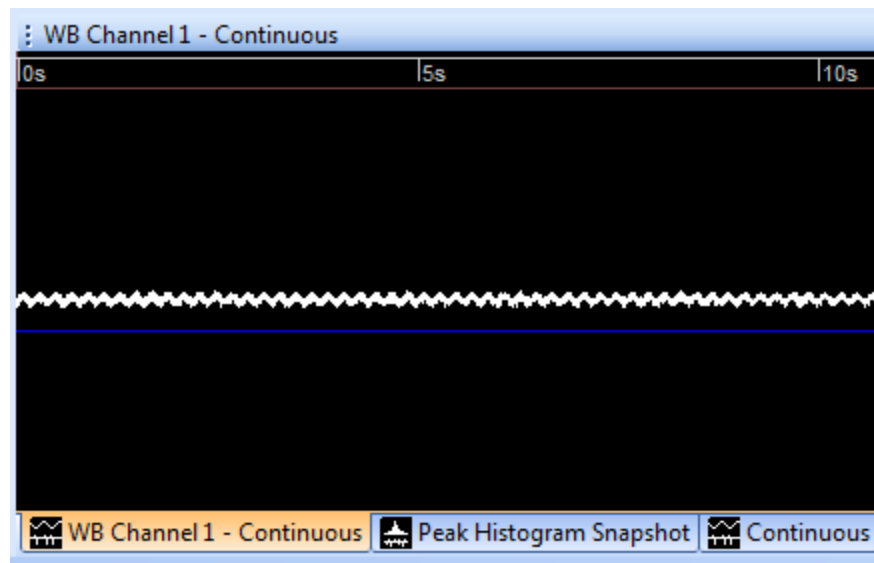 WB Channel 1 - Continuous
0s 5s 10s
WB Channel 1 - Continuous Peak Histogram Snapshot Continuous